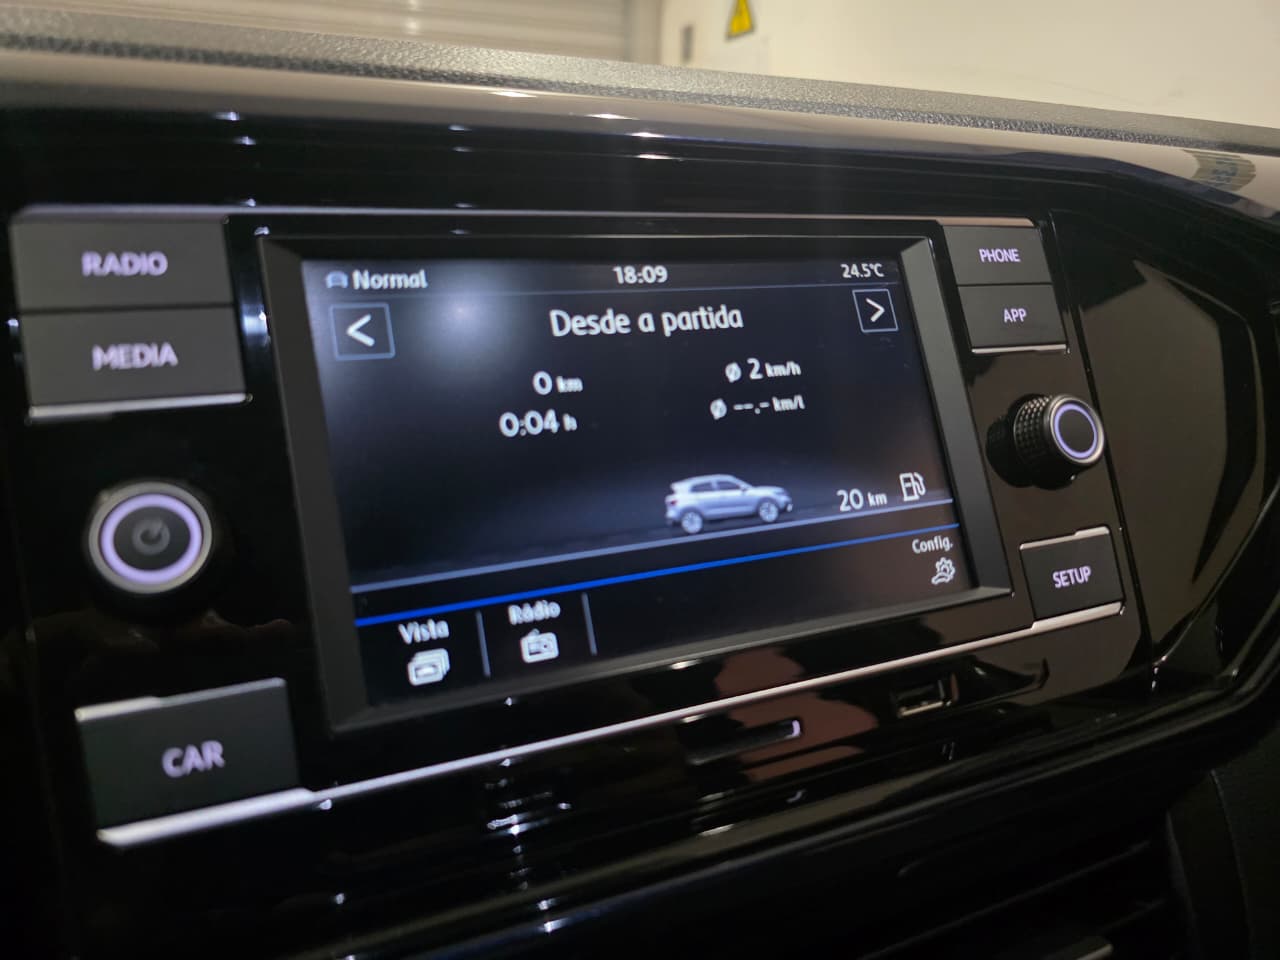 RADIO
MEDIA
CAR
PHONE
APP
SETUP
Normal
18:09
24.5°C
<
Desde a partida
>
0 km
Ø 2 km/h
0:04 h
Ø --.- km/l
20 km
Config.
Vista
Rádio